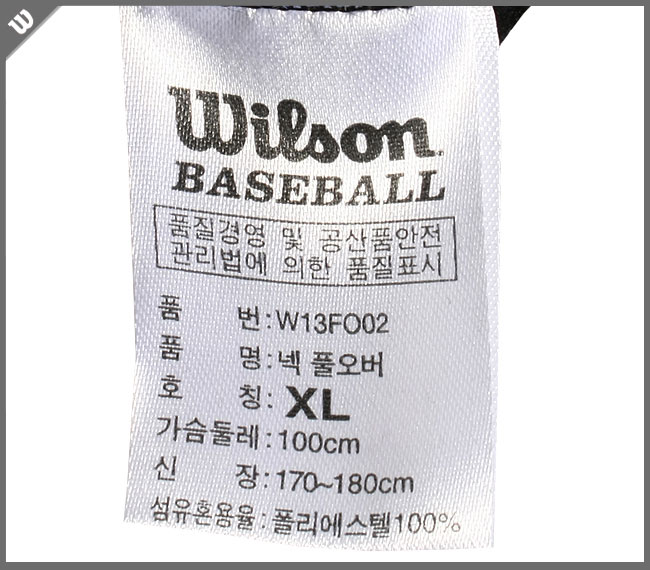 W
Wilson
BASEBALL
품질경영 및 공산품안전
관리법에 의한 품질표시
품 번:W13FO02
품 명:넥 풀오버
호 칭: XL
가슴둘레:100cm
신 장:170~180cm
섬유혼용율:폴리에스텔100%